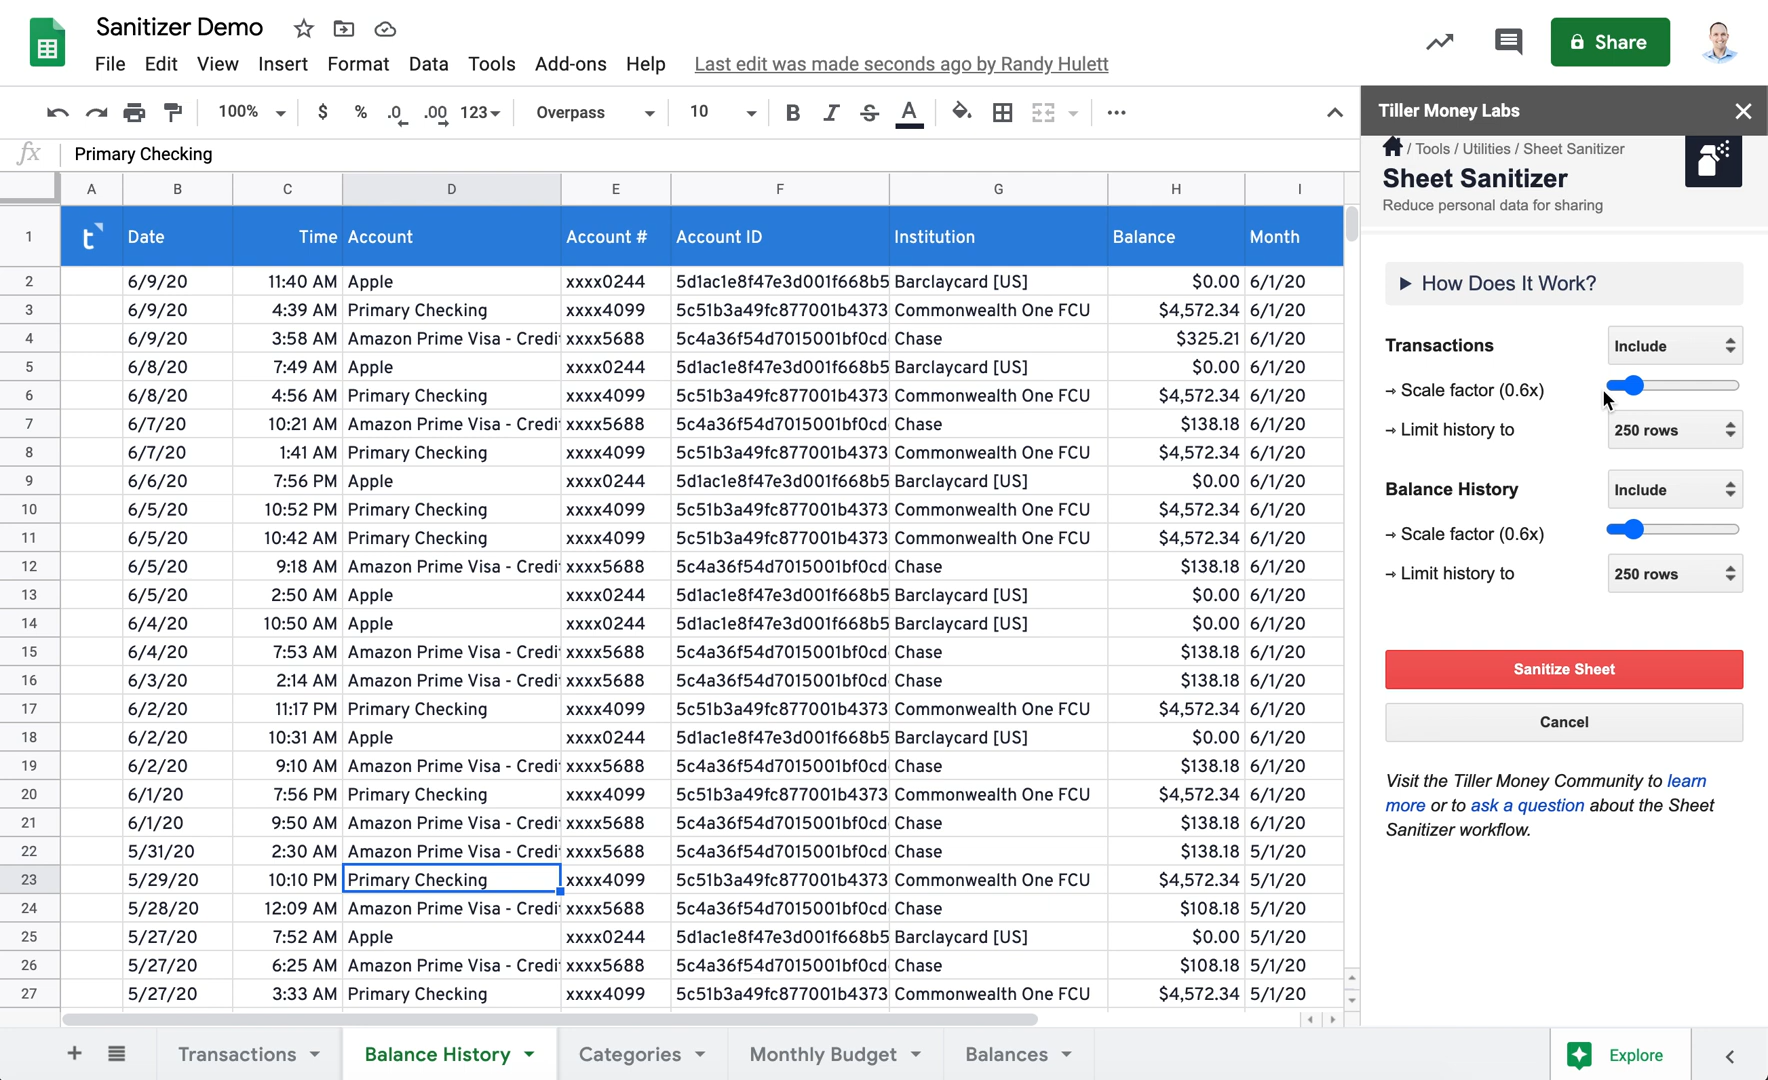 Sanitizer Demo
File Edit View Insert Format Data Tools Add-ons Help Last edit was made seconds ago by Randy Hulett
Share
100% $ % .0 .00 123 Overpass 10 B I S A
fx Primary Checking
A B C D E F G H I
1 t Date Time Account Account # Account ID Institution Balance Month
2 6/9/20 11:40 AM Apple xxxx0244 5d1ac1e8f47e3d001f668b5 Barclaycard [US] $0.00 6/1/20
3 6/9/20 4:39 AM Primary Checking xxxx4099 5c51b3a49fc877001b4373 Commonwealth One FCU $4,572.34 6/1/20
4 6/9/20 3:58 AM Amazon Prime Visa - Credi xxxx5688 5c4a36f54d7015001bf0cd Chase $325.21 6/1/20
5 6/8/20 7:49 AM Apple xxxx0244 5d1ac1e8f47e3d001f668b5 Barclaycard [US] $0.00 6/1/20
6 6/8/20 4:56 AM Primary Checking xxxx4099 5c51b3a49fc877001b4373 Commonwealth One FCU $4,572.34 6/1/20
7 6/7/20 10:21 AM Amazon Prime Visa - Credi xxxx5688 5c4a36f54d7015001bf0cd Chase $138.18 6/1/20
8 6/7/20 1:41 AM Primary Checking xxxx4099 5c51b3a49fc877001b4373 Commonwealth One FCU $4,572.34 6/1/20
9 6/6/20 7:56 PM Apple xxxx0244 5d1ac1e8f47e3d001f668b5 Barclaycard [US] $0.00 6/1/20
10 6/5/20 10:52 PM Primary Checking xxxx4099 5c51b3a49fc877001b4373 Commonwealth One FCU $4,572.34 6/1/20
11 6/5/20 10:42 AM Primary Checking xxxx4099 5c51b3a49fc877001b4373 Commonwealth One FCU $4,572.34 6/1/20
12 6/5/20 9:18 AM Amazon Prime Visa - Credi xxxx5688 5c4a36f54d7015001bf0cd Chase $138.18 6/1/20
13 6/5/20 2:50 AM Apple xxxx0244 5d1ac1e8f47e3d001f668b5 Barclaycard [US] $0.00 6/1/20
14 6/4/20 10:50 AM Apple xxxx0244 5d1ac1e8f47e3d001f668b5 Barclaycard [US] $0.00 6/1/20
15 6/4/20 7:53 AM Amazon Prime Visa - Credi xxxx5688 5c4a36f54d7015001bf0cd Chase $138.18 6/1/20
16 6/3/20 2:14 AM Amazon Prime Visa - Credi xxxx5688 5c4a36f54d7015001bf0cd Chase $138.18 6/1/20
17 6/2/20 11:17 PM Primary Checking xxxx4099 5c51b3a49fc877001b4373 Commonwealth One FCU $4,572.34 6/1/20
18 6/2/20 10:31 AM Apple xxxx0244 5d1ac1e8f47e3d001f668b5 Barclaycard [US] $0.00 6/1/20
19 6/2/20 9:10 AM Amazon Prime Visa - Credi xxxx5688 5c4a36f54d7015001bf0cd Chase $138.18 6/1/20
20 6/1/20 7:56 PM Primary Checking xxxx4099 5c51b3a49fc877001b4373 Commonwealth One FCU $4,572.34 6/1/20
21 6/1/20 9:50 AM Amazon Prime Visa - Credi xxxx5688 5c4a36f54d7015001bf0cd Chase $138.18 6/1/20
22 5/31/20 2:30 AM Amazon Prime Visa - Credi xxxx5688 5c4a36f54d7015001bf0cd Chase $138.18 5/1/20
23 5/29/20 10:10 PM Primary Checking xxxx4099 5c51b3a49fc877001b4373 Commonwealth One FCU $4,572.34 5/1/20
24 5/28/20 12:09 AM Amazon Prime Visa - Credi xxxx5688 5c4a36f54d7015001bf0cd Chase $108.18 5/1/20
25 5/27/20 7:52 AM Apple xxxx0244 5d1ac1e8f47e3d001f668b5 Barclaycard [US] $0.00 5/1/20
26 5/27/20 6:25 AM Amazon Prime Visa - Credi xxxx5688 5c4a36f54d7015001bf0cd Chase $108.18 5/1/20
27 5/27/20 3:33 AM Primary Checking xxxx4099 5c51b3a49fc877001b4373 Commonwealth One FCU $4,572.34 5/1/20
Transactions Balance History Categories Monthly Budget Balances Explore
Tiller Money Labs
/ Tools / Utilities / Sheet Sanitizer
Sheet Sanitizer
Reduce personal data for sharing
How Does It Work?
Transactions Include
→ Scale factor (0.6x)
→ Limit history to 250 rows
Balance History Include
→ Scale factor (0.6x)
→ Limit history to 250 rows
Sanitize Sheet
Cancel
Visit the Tiller Money Community to learn
more or to ask a question about the Sheet
Sanitizer workflow.